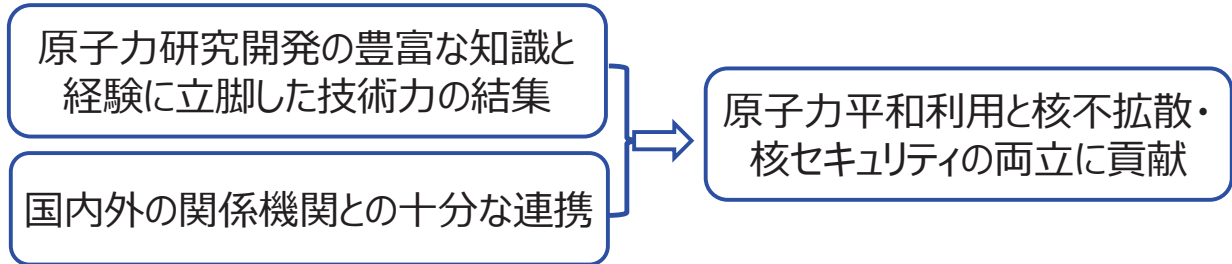 原子力研究開発の豊富な知識と
経験に立脚した技術力の結集
国内外の関係機関との十分な連携
原子力平和利用と核不拡散・
核セキュリティの両立に貢献